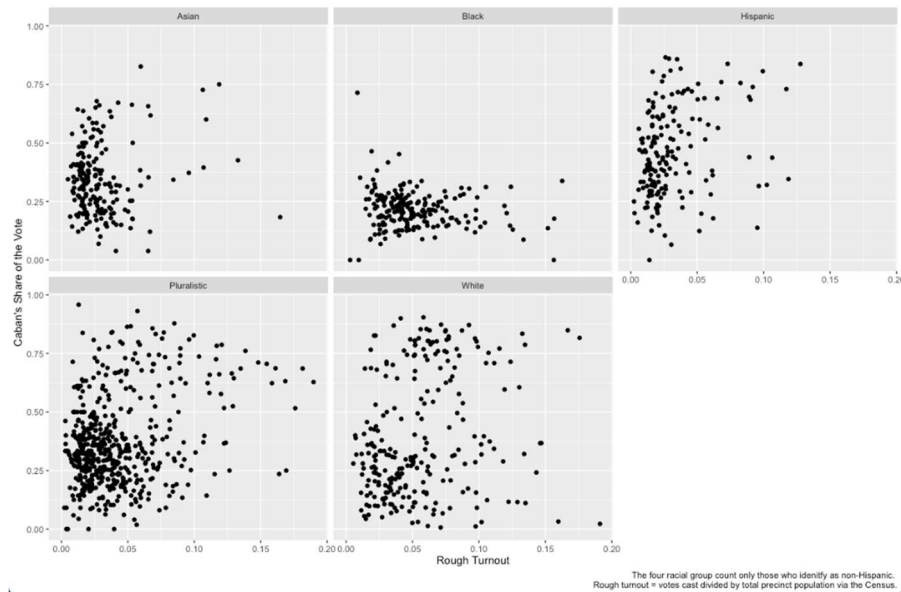 Asian
Black
Hispanic
1.00
0.75
0.50
0.25
0.00
0.00 0.05 0.10 0.15 0.20
Caban's Share of the Vote
Pluralistic
White
1.00
0.75
0.50
0.25
0.00
0.00 0.05 0.10 0.15 0.20
0.00 0.05 0.10 0.15 0.20
Rough Turnout
The four racial group count only those who idenitfy as non-Hispanic.
Rough turnout = votes cast divided by total precinct population via the Census.